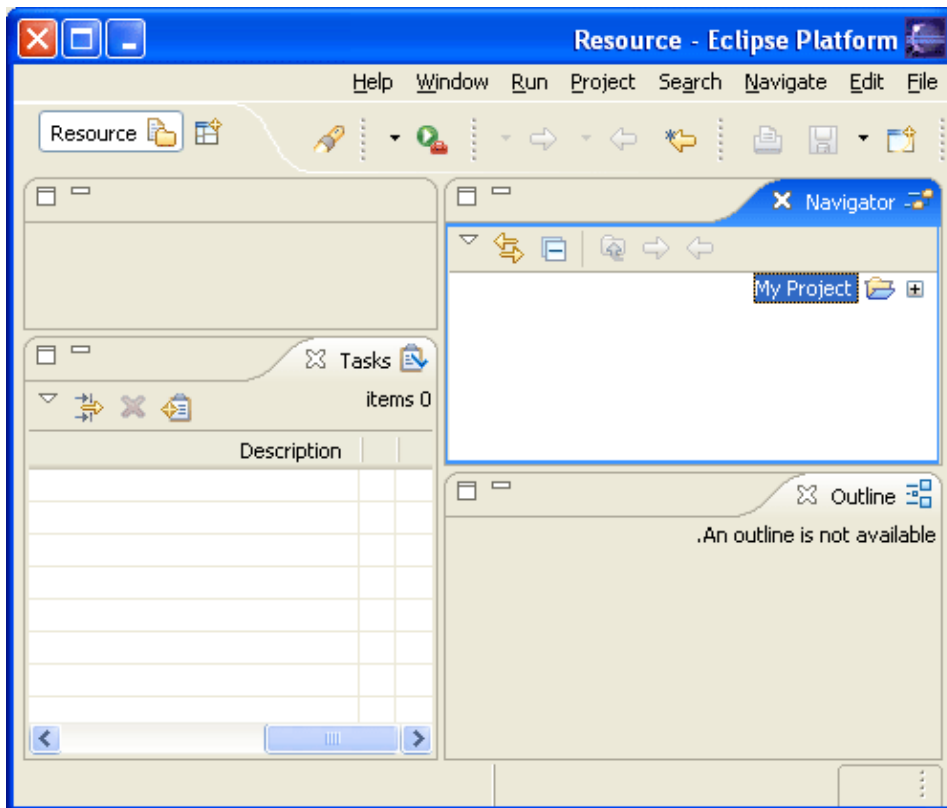 Resource - Eclipse Platform
Help Window Run Project Search Navigate Edit File
Resource
Navigator
My Project
Tasks
items 0
Description
Outline
.An outline is not available